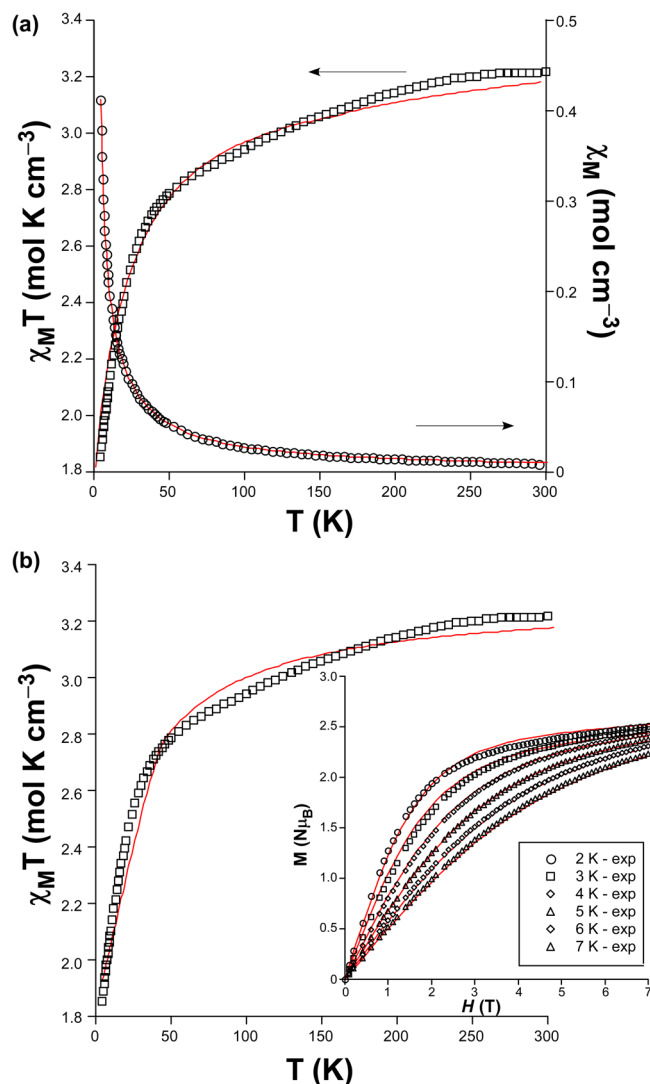 (a)
3.4
3.2
3.0
2.8
2.6
2.4
2.2
2.0
1.8
χMT (mol K cm−3)
0.5
0.4
0.3
0.2
0.1
0
χM (mol cm−3)
0 50 100 150 200 250 300
T (K)
(b)
3.4
3.2
3.0
2.8
2.6
2.4
2.2
2.0
1.8
χMT (mol K cm−3)
3.0
2.5
2.0
1.5
1.0
0.5
0
M (NμB)
2 K - exp
3 K - exp
4 K - exp
5 K - exp
6 K - exp
7 K - exp
0 1 2 3 4 5 6 7
H (T)
0 50 100 150 200 250 300
T (K)